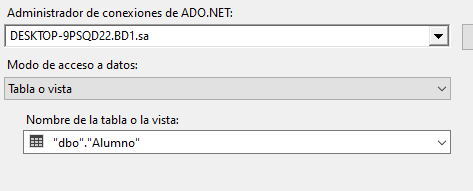 Administrador de conexiones de ADO.NET:
DESKTOP-9PSQD22.BD1.sa
Modo de acceso a datos:
Tabla o vista
Nombre de la tabla o la vista:
"dbo"."Alumno"